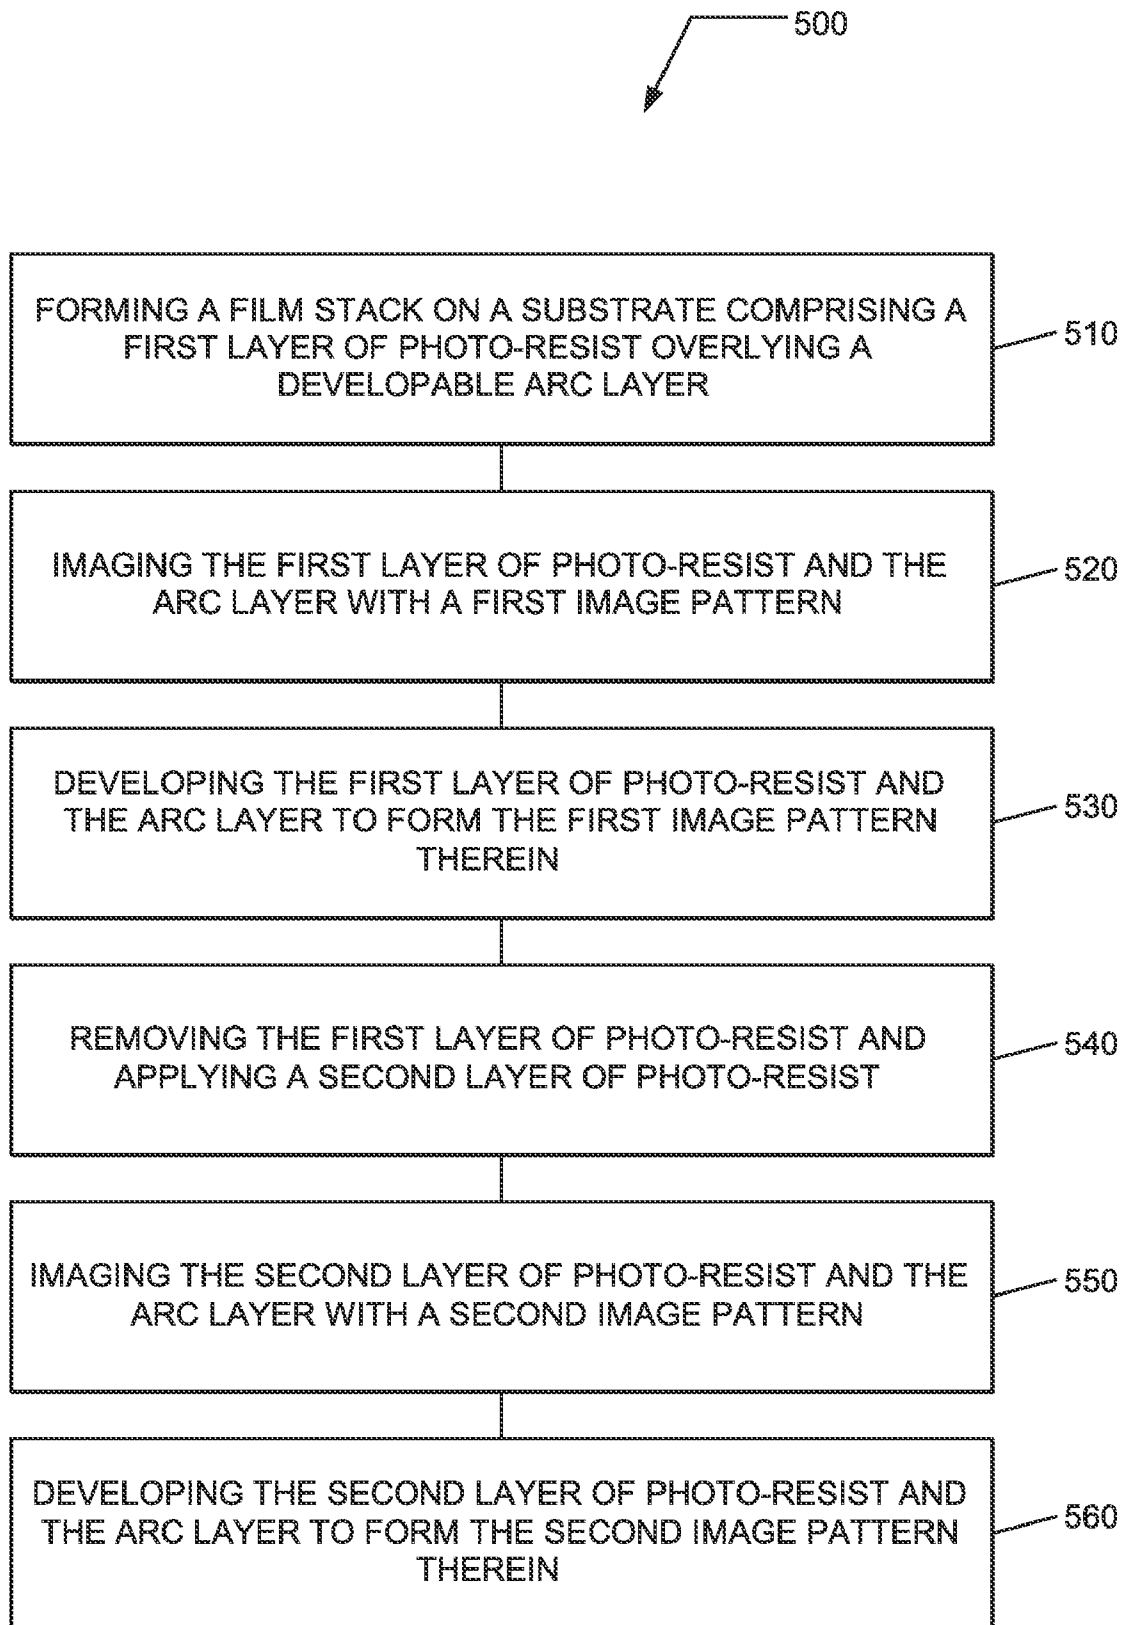 500
FORMING A FILM STACK ON A SUBSTRATE COMPRISING A
FIRST LAYER OF PHOTO-RESIST OVERLYING A
DEVELOPABLE ARC LAYER
510
IMAGING THE FIRST LAYER OF PHOTO-RESIST AND THE
ARC LAYER WITH A FIRST IMAGE PATTERN
520
DEVELOPING THE FIRST LAYER OF PHOTO-RESIST AND
THE ARC LAYER TO FORM THE FIRST IMAGE PATTERN
THEREIN
530
REMOVING THE FIRST LAYER OF PHOTO-RESIST AND
APPLYING A SECOND LAYER OF PHOTO-RESIST
540
IMAGING THE SECOND LAYER OF PHOTO-RESIST AND THE
ARC LAYER WITH A SECOND IMAGE PATTERN
550
DEVELOPING THE SECOND LAYER OF PHOTO-RESIST AND
THE ARC LAYER TO FORM THE SECOND IMAGE PATTERN
THEREIN
560